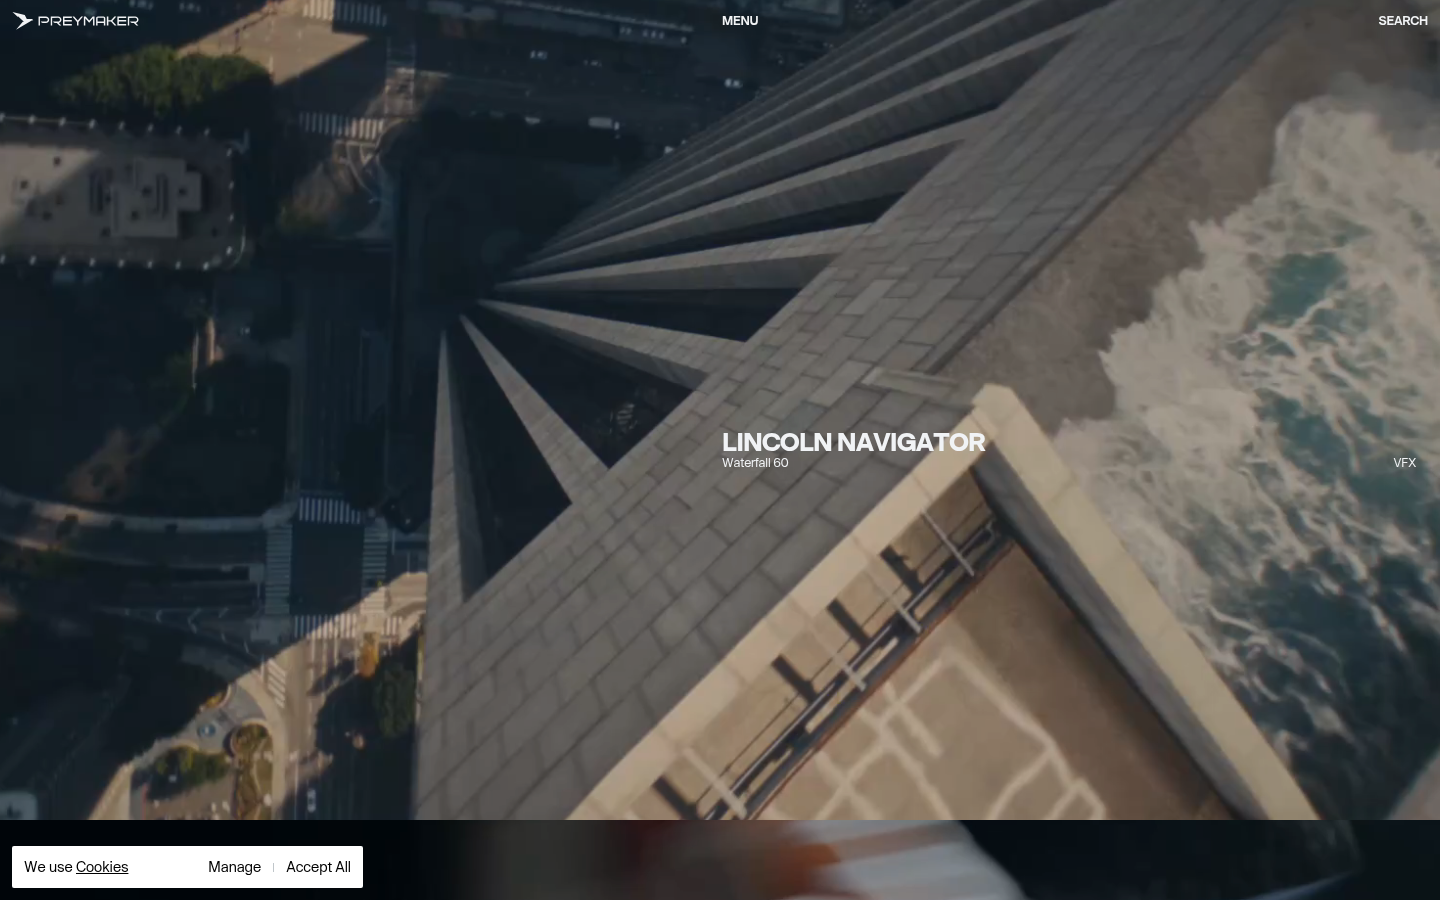 PREYMAKER
MENU
SEARCH
LINCOLN NAVIGATOR
Waterfall 60
VFX
We use Cookies
Manage
Accept All